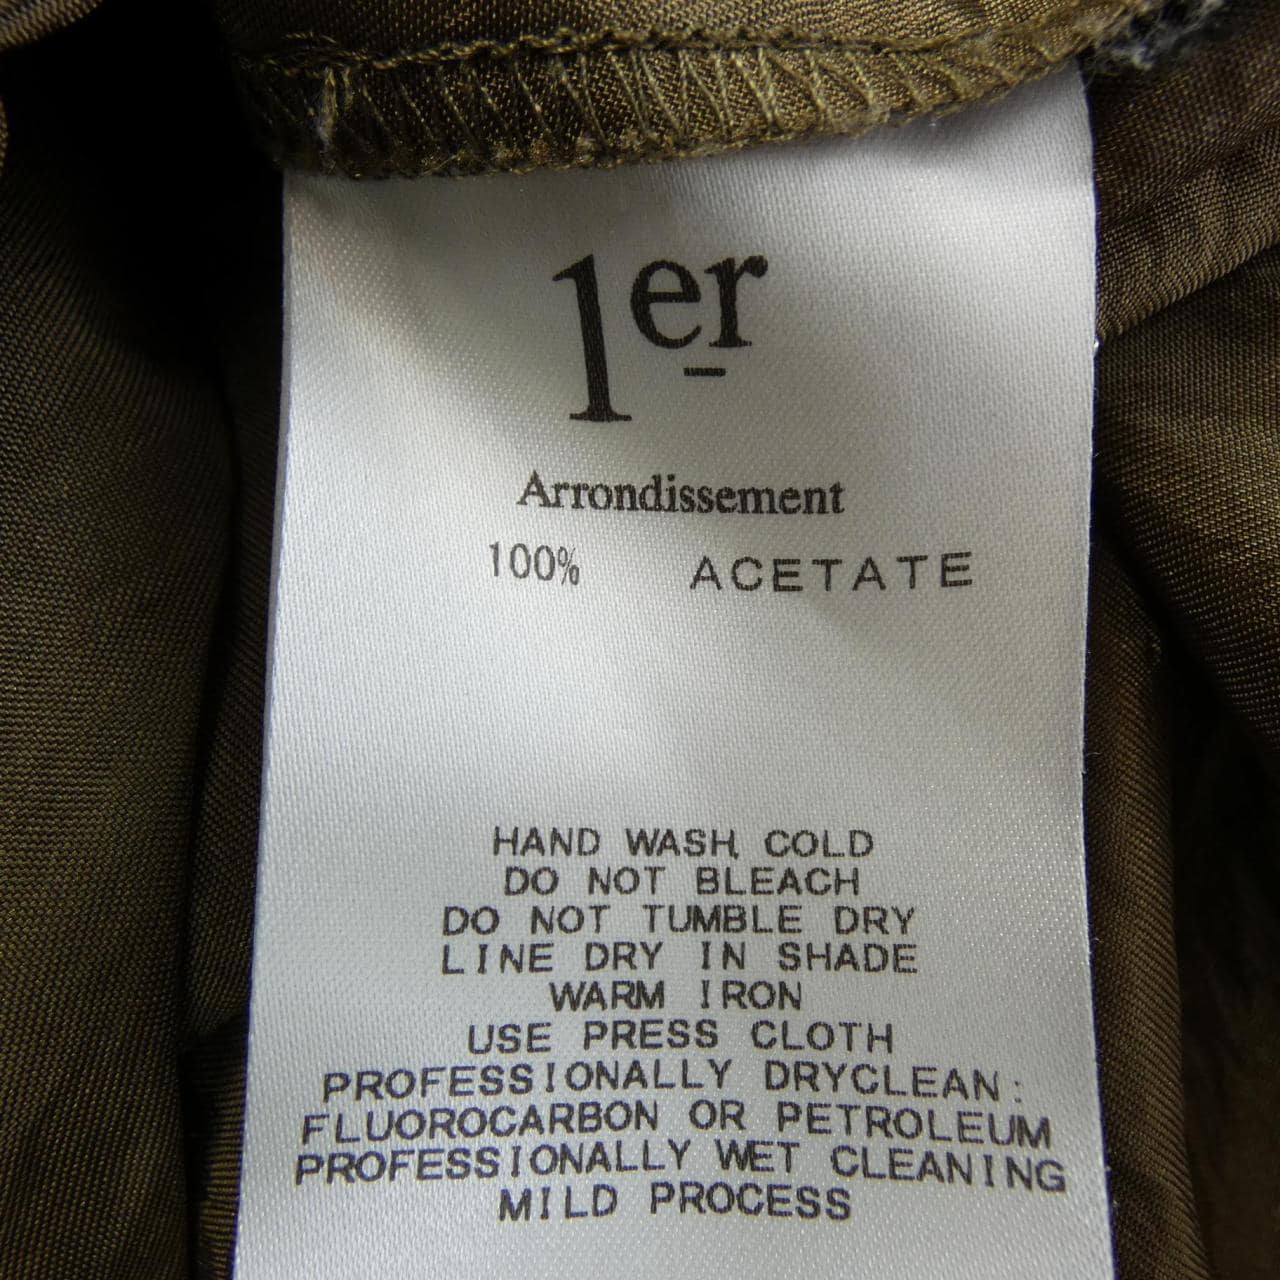 1er
Arrondissement
100% ACETATE
HAND WASH COLD
DO NOT BLEACH
DO NOT TUMBLE DRY
LINE DRY IN SHADE
WARM IRON
USE PRESS CLOTH
PROFESSIONALLY DRYCLEAN:
FLUOROCARBON OR PETROLEUM
PROFESSIONALLY WET CLEANING
MILD PROCESS